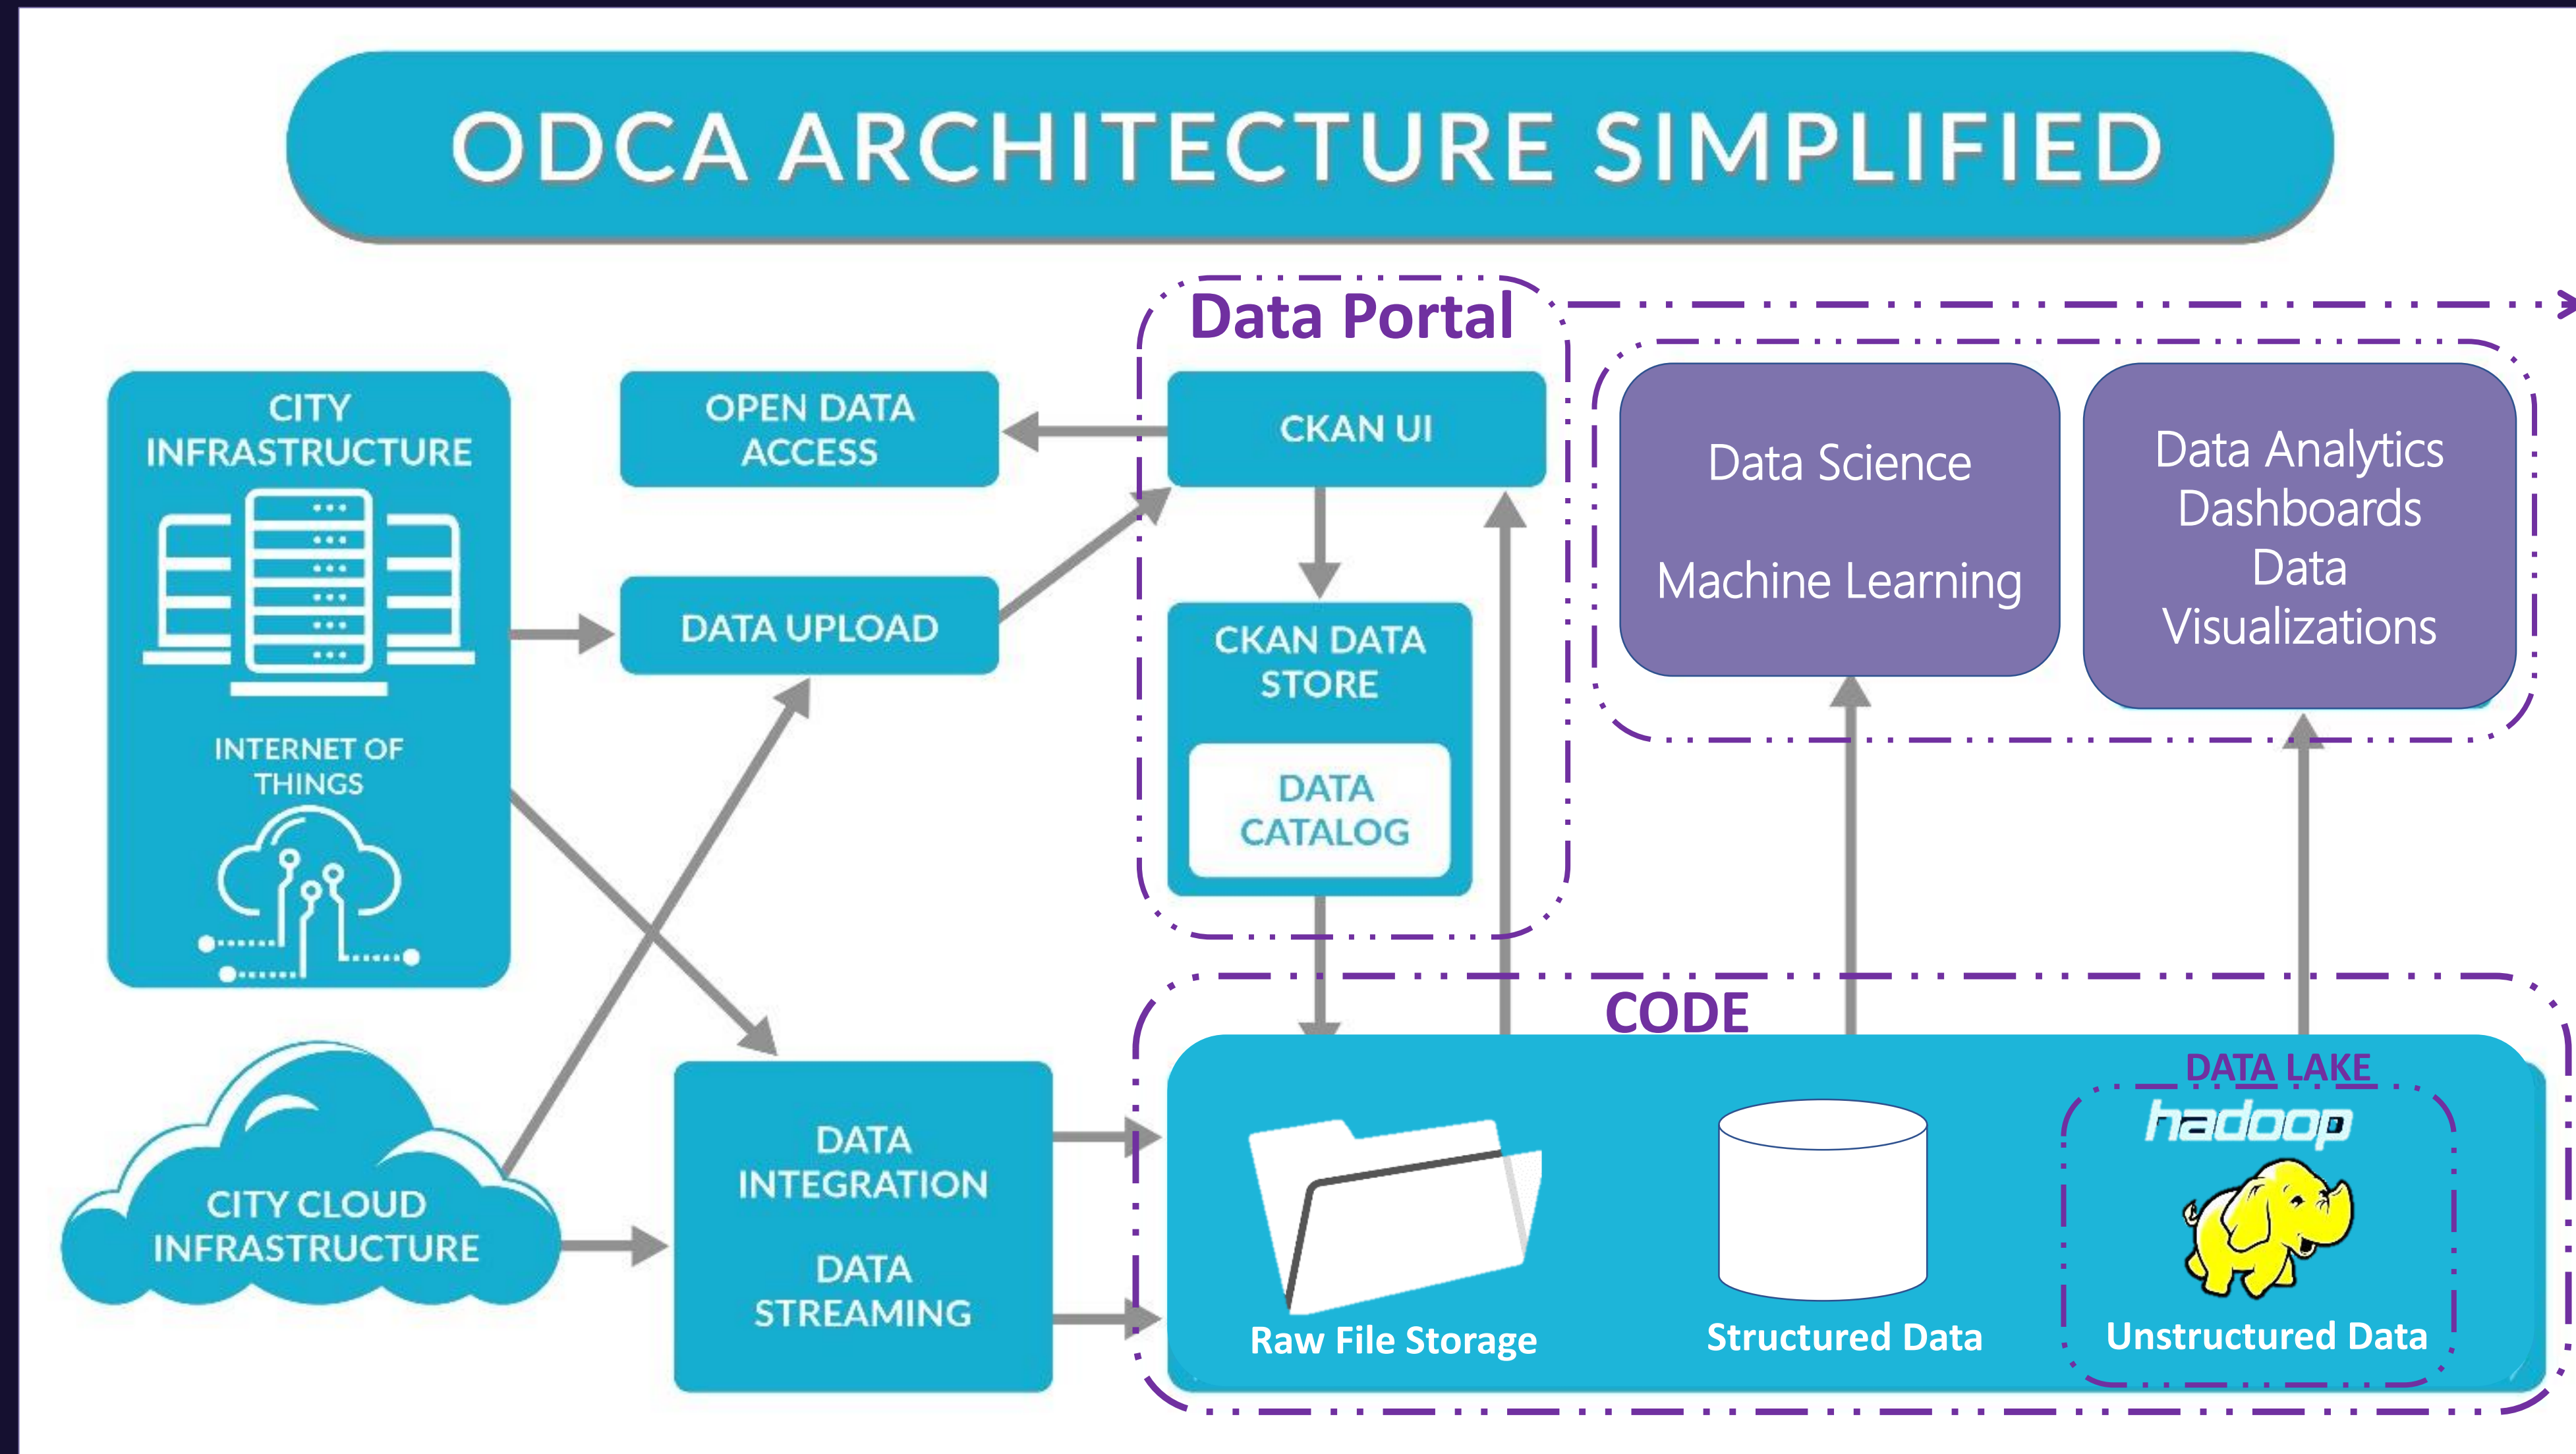 ODCA ARCHITECTURE SIMPLIFIED
Data Portal
CITY
INFRASTRUCTURE
INTERNET OF
THINGS
OPEN DATA
ACCESS
DATA UPLOAD
CKAN UI
CKAN DATA
STORE
DATA
CATALOG
Data Science
Machine Learning
Data Analytics
Dashboards
Data
Visualizations
CITY CLOUD
INFRASTRUCTURE
DATA
INTEGRATION
DATA
STREAMING
CODE
Raw File Storage
Structured Data
DATA LAKE
hadoop
Unstructured Data